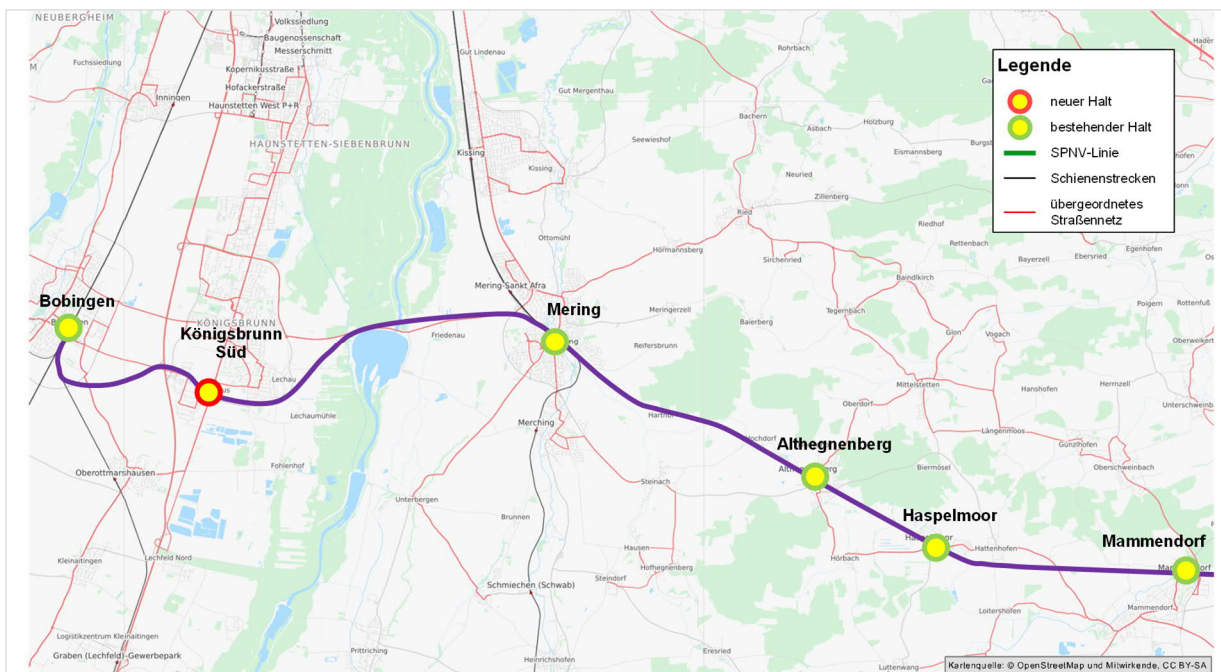 NEUBERGHEIM
Volkssiedlung
Baugenossenschaft
Messerschmitt
Fuchssiedlung
Kopernikusstraße
Hofackerstraße
Haunstetten West P+R
Inningen
HAUNSTETTEN-SIEBENBRUNN
Gut Lindenau
Gut Mergenthau
Kissing
Kissing
Ottomühl
Mering-Sankt Afra
Rohrbach
Bachern
Asbach
Holzburg
Eismannsberg
Seewieshof
Neuried
Zillenberg
Ried
Hörmannsberg
Sirchenried
Riedhof
Rettenbach
Bayerzell
Ebersried
Egenhofen
Baindlkirch
Poigern
Rottenfuß
Tegernbach
Glon
Vogach
Oberweikert
Meringerzell
Baierberg
Reifersbrunn
Mittelstetten
Hanshofen
Herrnzell
Unterschweinb
Oberdorf
Längenmoos
Günzlhofen
Oberschweinbach
Biermösel
Legende
neuer Halt
bestehender Halt
SPNV-Linie
Schienenstrecken
übergeordnetes
Straßennetz
Bobingen
KÖNIGSBRUNN
Königsbrunn
Süd
Mering
Friedenau
Lechau
Lechaumühle
Merching
Althegnenberg
Haspelmoor
Mammendorf
Hörbach
Hattenhofen
Mammendorf
Loitershofen
Luttenwang
Oberottmarshausen
Fohlenhof
Unterbergen
Steinach
Brunnen
Hausen
Hofhegnenberg
Steindorf
Kleinaitingen
Lechfeld Nord
Schmiechen (Schwab)
Logistikzentrum Kleinaitingen
Graben (Lechfeld)-Gewerbepark
Prittriching
Heinrichshofen
Eresried
Kartenquelle: © OpenStreetMap und Mitwirkende, CC BY-SA